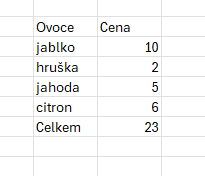 Ovoce Cena
jablko 10
hruška 2
jahoda 5
citron 6
Celkem 23